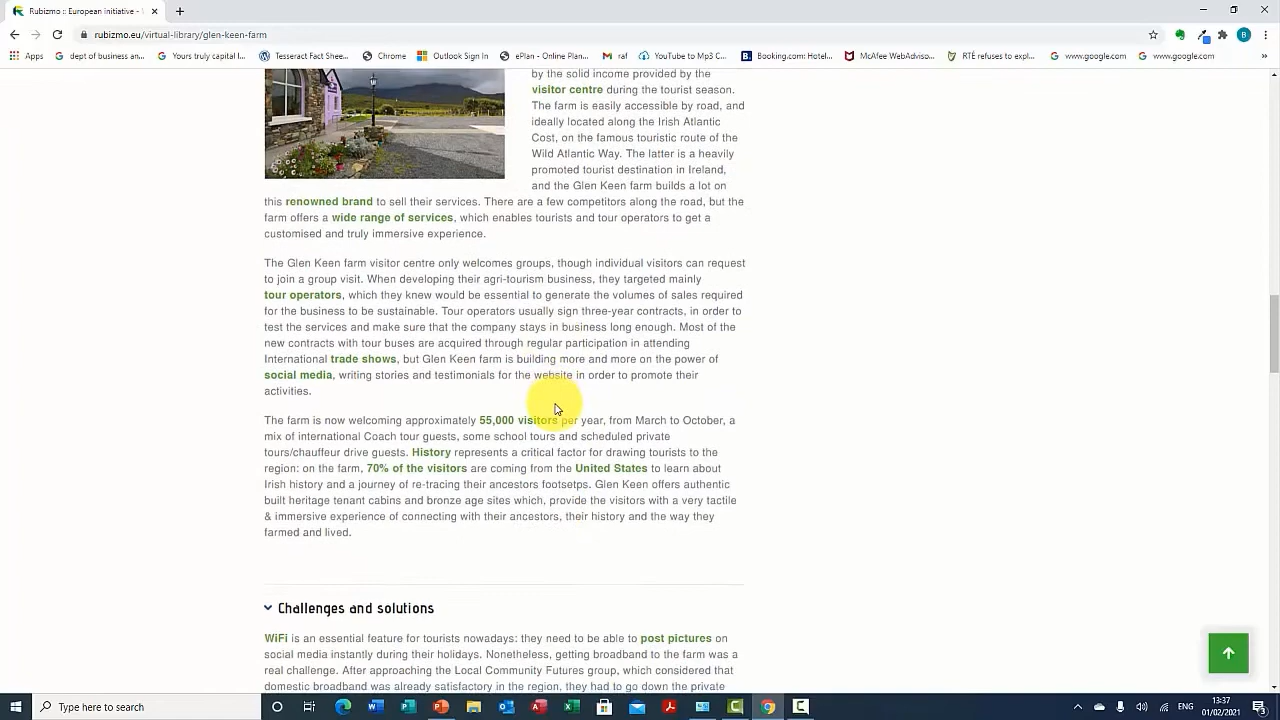 Rubizmo :: European initiative -
rubizmo.eu/virtual-library/glen-keen-farm
B
Apps
dept of business an...
Yours truly capital l...
Tesseract Fact Shee...
Chrome
Outlook Sign In
ePlan - Online Plan...
raf
YouTube to Mp3 C...
Booking.com: Hotel...
McAfee WebAdviso...
RTÉ refuses to expl...
www.google.com
www.google.com
by the solid income provided by the
visitor centre during the tourist season.
The farm is easily accessible by road, and
ideally located along the Irish Atlantic
Cost, on the famous touristic route of the
Wild Atlantic Way. The latter is a heavily
promoted tourist destination in Ireland,
and the Glen Keen farm builds a lot on
this renowned brand to sell their services. There are a few competitors along the road, but the
farm offers a wide range of services, which enables tourists and tour operators to get a
customised and truly immersive experience.
The Glen Keen farm visitor centre only welcomes groups, though individual visitors can request
to join a group visit. When developing their agri-tourism business, they targeted mainly
tour operators, which they knew would be essential to generate the volumes of sales required
for the business to be sustainable. Tour operators usually sign three-year contracts, in order to
test the services and make sure that the company stays in business long enough. Most of the
new contracts with tour buses are acquired through regular participation in attending
International trade shows, but Glen Keen farm is building more and more on the power of
social media, writing stories and testimonials for the website in order to promote their
activities.
The farm is now welcoming approximately 55,000 visitors per year, from March to October, a
mix of international Coach tour guests, some school tours and scheduled private
tours/chauffeur drive guests. History represents a critical factor for drawing tourists to the
region: on the farm, 70% of the visitors are coming from the United States to learn about
Irish history and a journey of re-tracing their ancestors footsetps. Glen Keen offers authentic
built heritage tenant cabins and bronze age sites which, provide the visitors with a very tactile
& immersive experience of connecting with their ancestors, their history and the way they
farmed and lived.
Challenges and solutions
WiFi is an essential feature for tourists nowadays: they need to be able to post pictures on
social media instantly during their holidays. Nonetheless, getting broadband to the farm was a
real challenge. After approaching the Local Community Futures group, which considered that
domestic broadband was already satisfactory in the region, they had to go down the private
Type here to search
ENG
13:37
01/02/2021